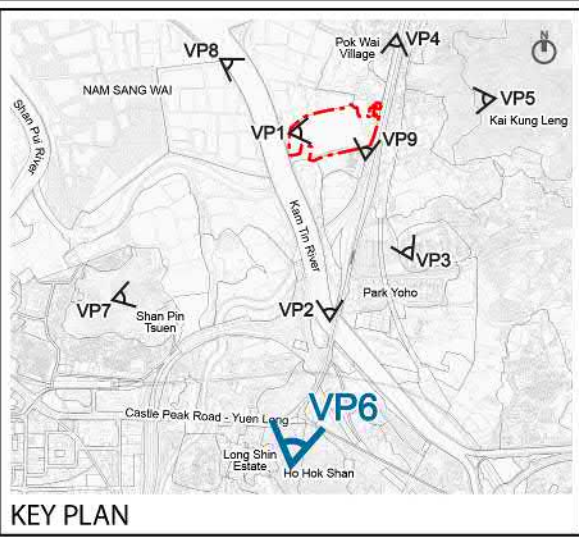 VP8
Pok Wai
Village
VP4
N
NAM SANG WAI
VP5
Kai Kung Leng
Shan Pui River
VP1
VP9
Kam Tin River
VP3
Park Yoho
VP7
Shan Pin
Tsuen
VP2
Castle Peak Road - Yuen Long
VP6
Long Shin
Estate
Ho Hok Shan
KEY PLAN